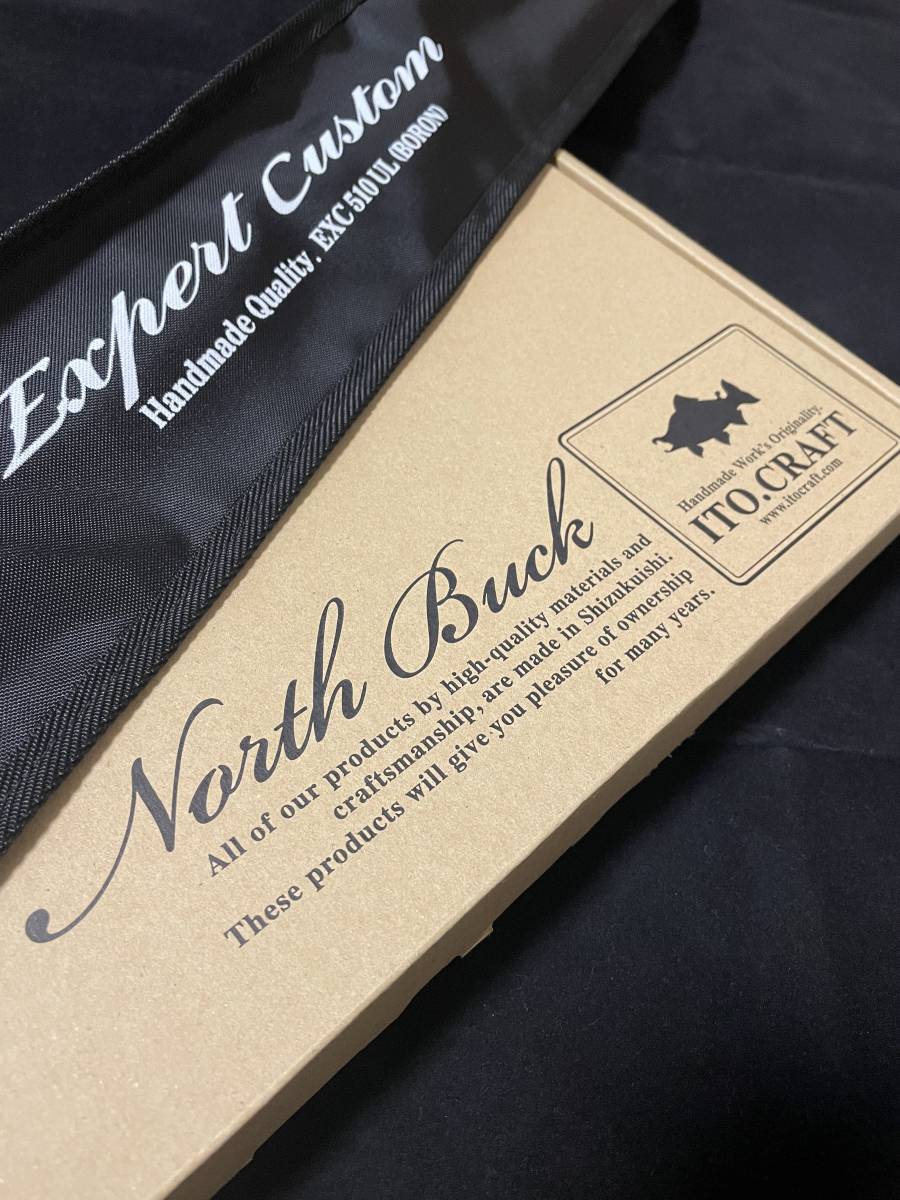 Expert Custom
Handmade Quality. EXC 510 UL (BORON)
Handmade Work's Originality.
ITO.CRAFT
www.itocraft.com
North Buck
All of our products by high-quality materials and
craftsmanship, are made in Shizukuishi.
These products will give you pleasure of ownership
for many years.